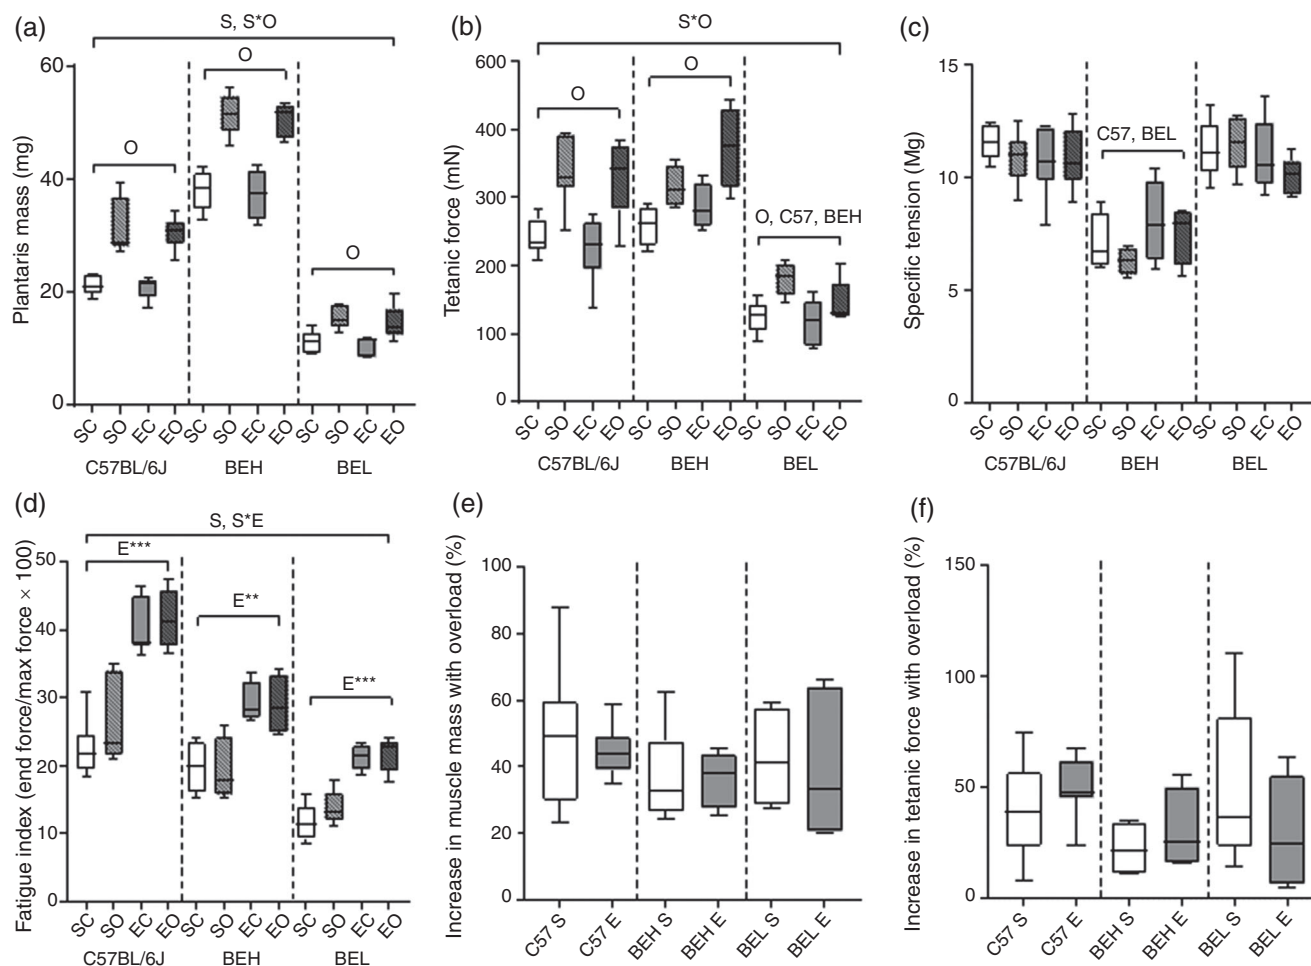 (a)
S, S*O
O
O
O
Plantaris mass (mg)
60
40
20
0
SC SO EC EO SC SO EC EO SC SO EC EO
C57BL/6J BEH BEL
(b)
S*O
O
O
O, C57, BEH
Tetanic force (mN)
600
400
300
200
100
0
SC SO EC EO SC SO EC EO SC SO EC EO
C57BL/6J BEH BEL
(c)
C57, BEL
Specific tension (Mg)
15
10
5
0
SC SO EC EO SC SO EC EO SC SO EC EO
C57BL/6J BEH BEL
(d)
S, S*E
E***
E**
E***
Fatigue index (end force/max force × 100)
50
40
30
20
10
0
SC SO EC EO SC SO EC EO SC SO EC EO
C57BL/6J BEH BEL
(e)
Increase in muscle mass with overload (%)
100
80
60
40
20
0
C57 S C57 E BEH S BEH E BEL S BEL E
(f)
Increase in tetanic force with overload (%)
150
100
50
0
C57 S C57 E BEH S BEH E BEL S BEL E